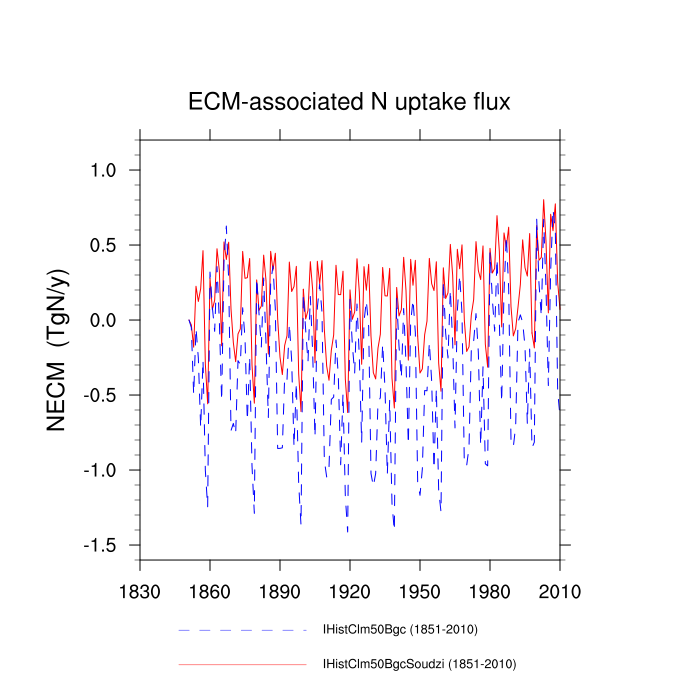 ECM-associated N uptake flux
NECM (TgN/y)
1.0
0.5
0.0
-0.5
-1.0
-1.5
1830 1860 1890 1920 1950 1980 2010
IHistClm50Bgc (1851-2010)
IHistClm50BgcSoudzi (1851-2010)